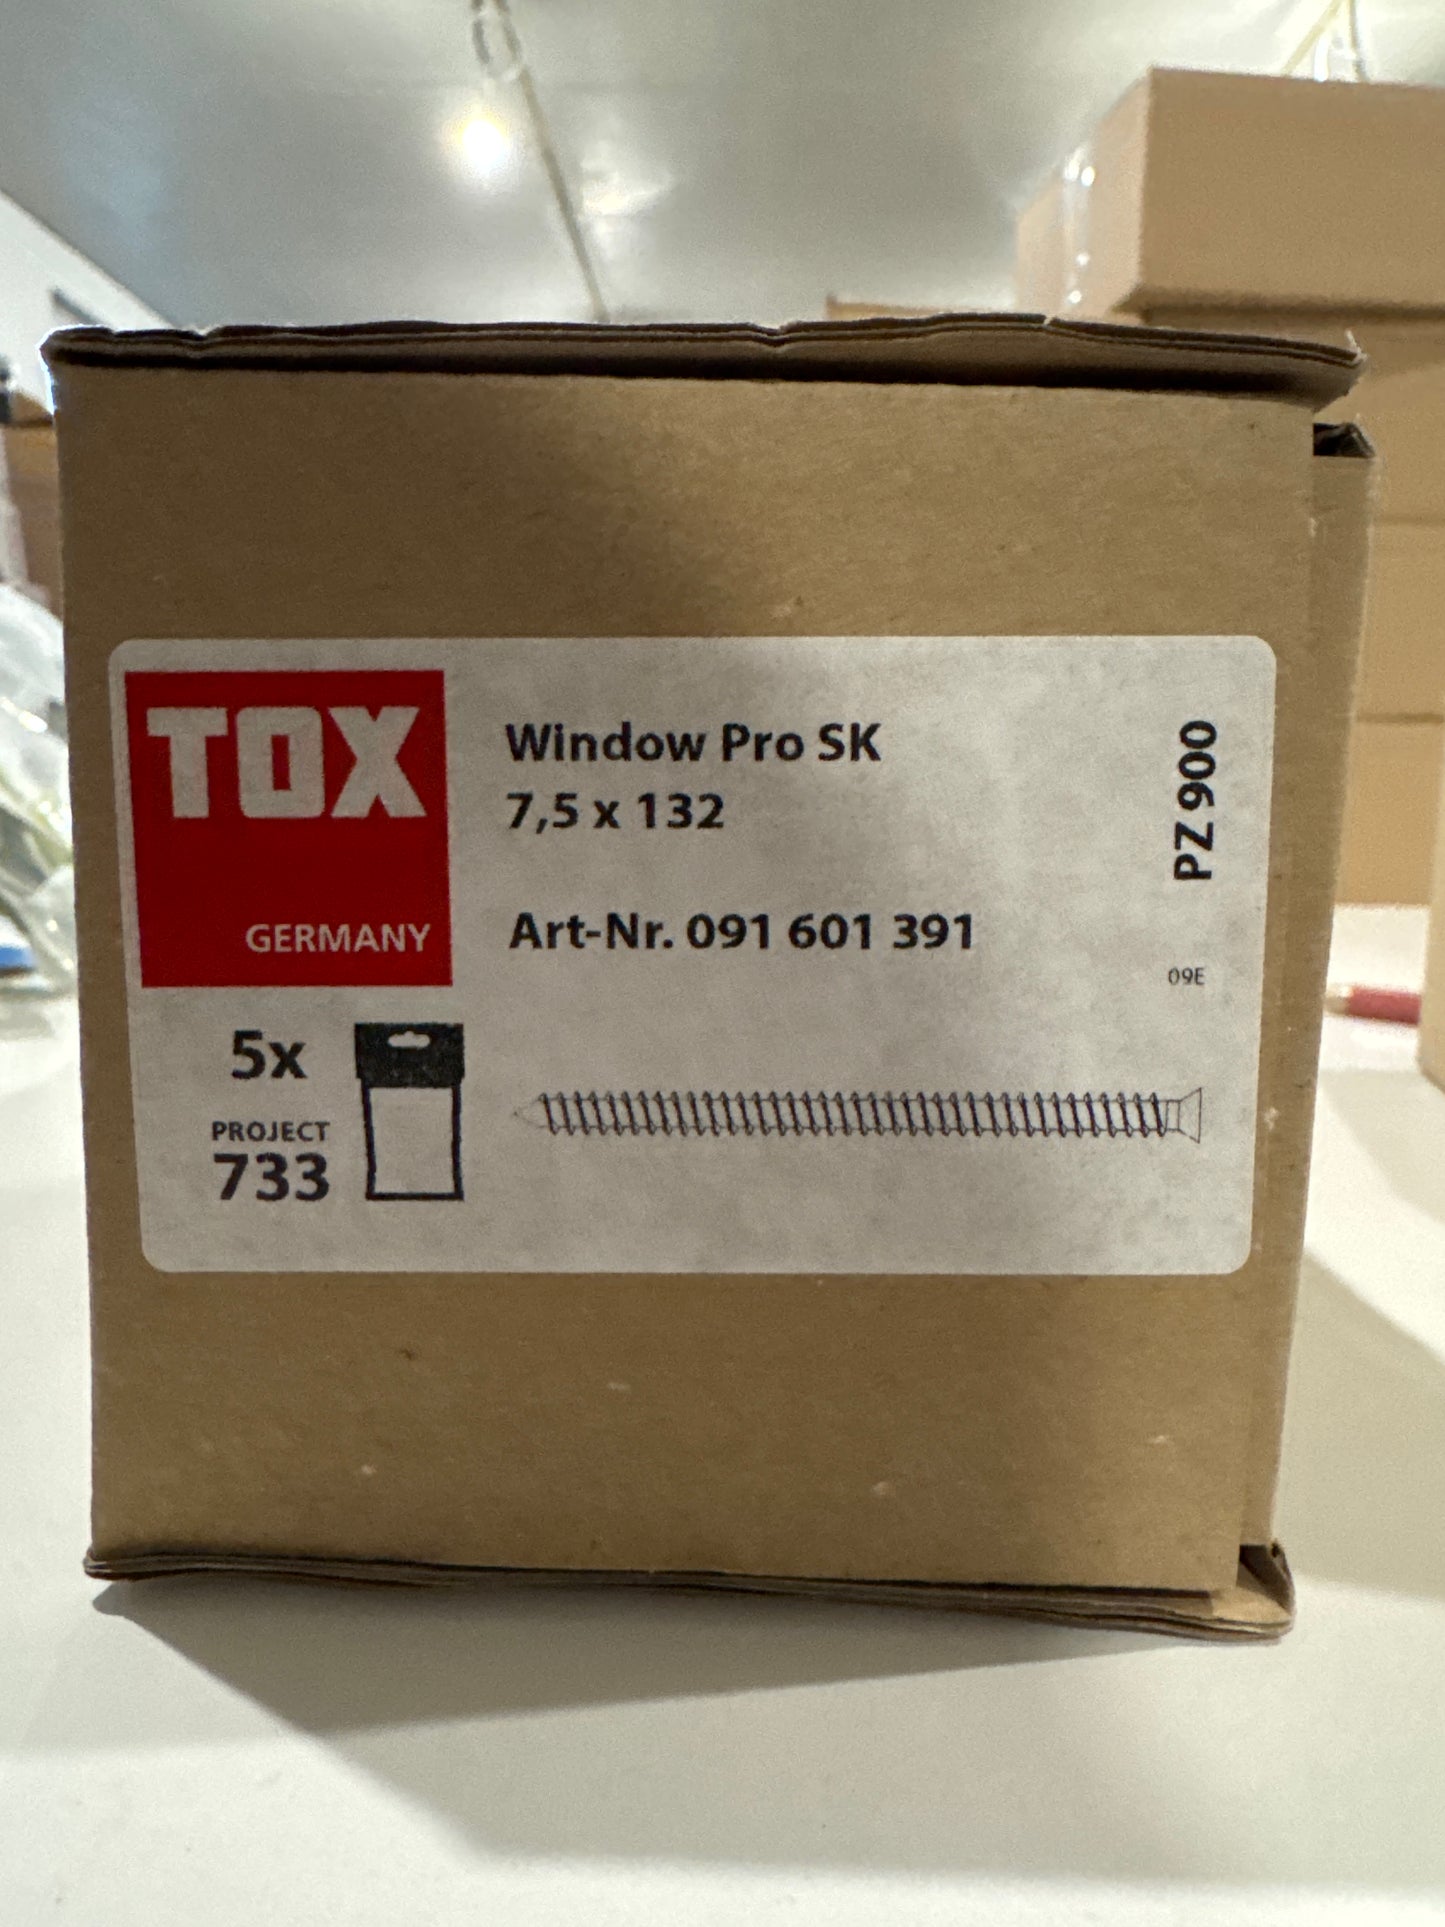 TOX
GERMANY
Window Pro SK
7,5 x 132
Art-Nr. 091 601 391
PZ 900
09E
5x
PROJECT
733